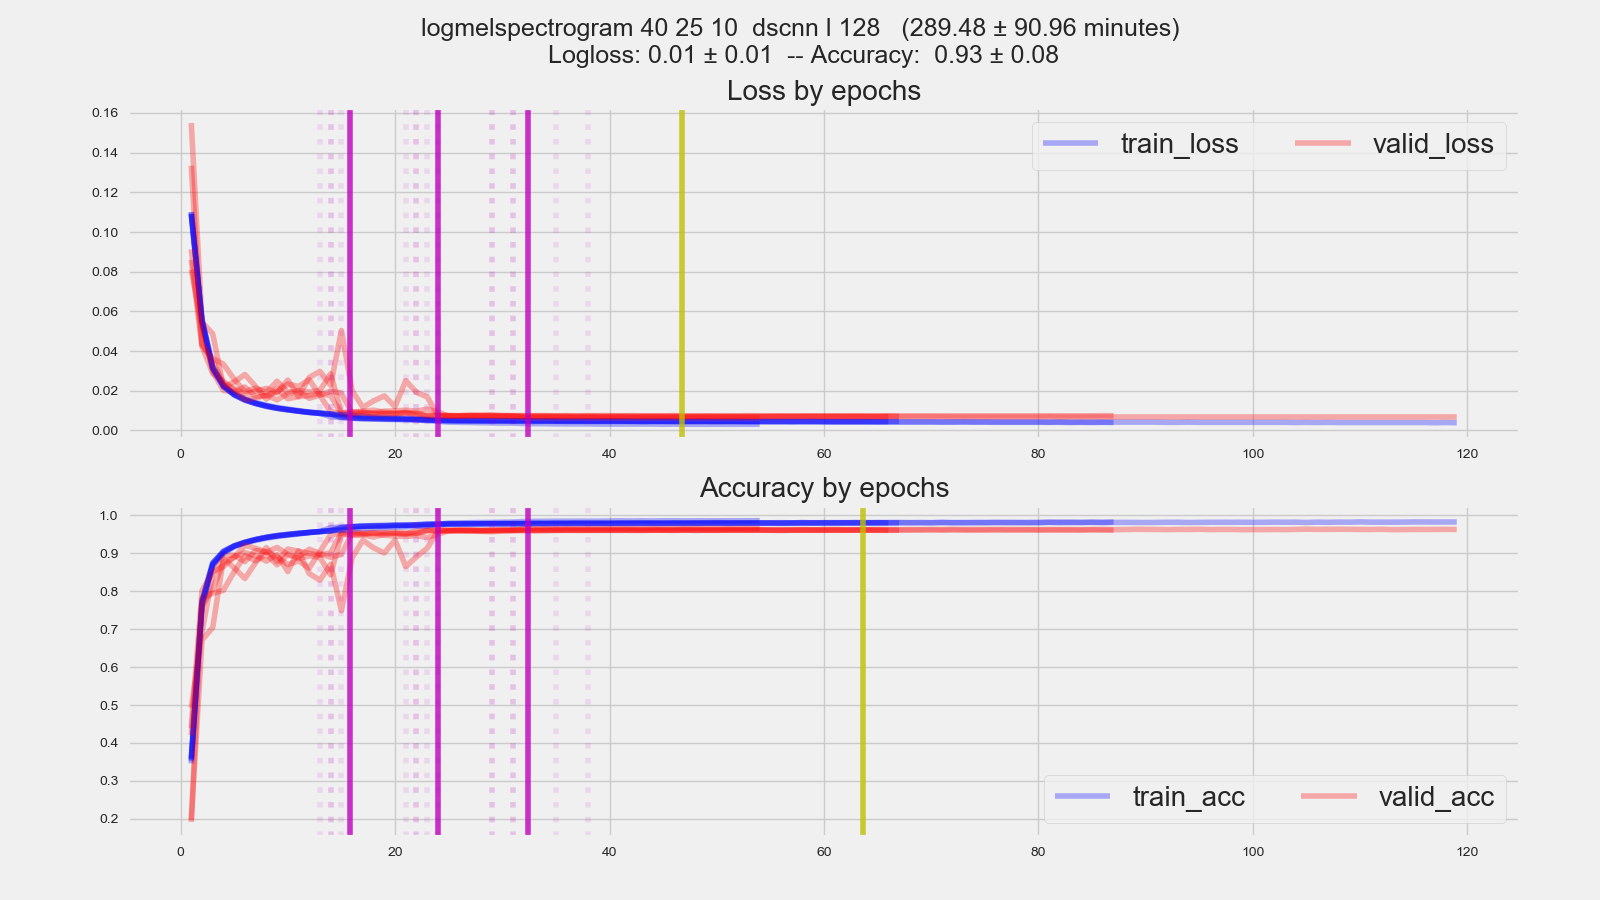 logmelspectrogram 40 25 10  dscnn l 128   (289.48 ± 90.96 minutes)
Logloss: 0.01 ± 0.01  -- Accuracy:  0.93 ± 0.08
Loss by epochs
0.16
0.14
0.12
0.10
0.08
0.06
0.04
0.02
0.00
train_loss
valid_loss
0 20 40 60 80 100 120
Accuracy by epochs
1.0
0.9
0.8
0.7
0.6
0.5
0.4
0.3
0.2
train_acc
valid_acc
0 20 40 60 80 100 120